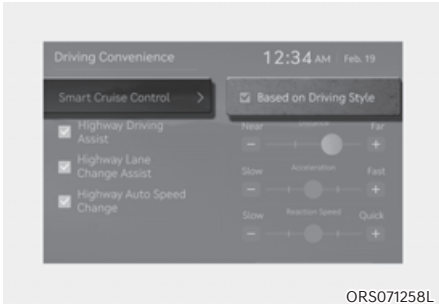 Driving Convenience
12:34 AM | Feb. 19
Smart Cruise Control >
Based on Driving Style
Highway Driving
Assist
Highway Lane
Change Assist
Highway Auto Speed
Change
Near Distance Far
Slow Acceleration Fast
Slow Reaction Speed Quick
ORS071258L